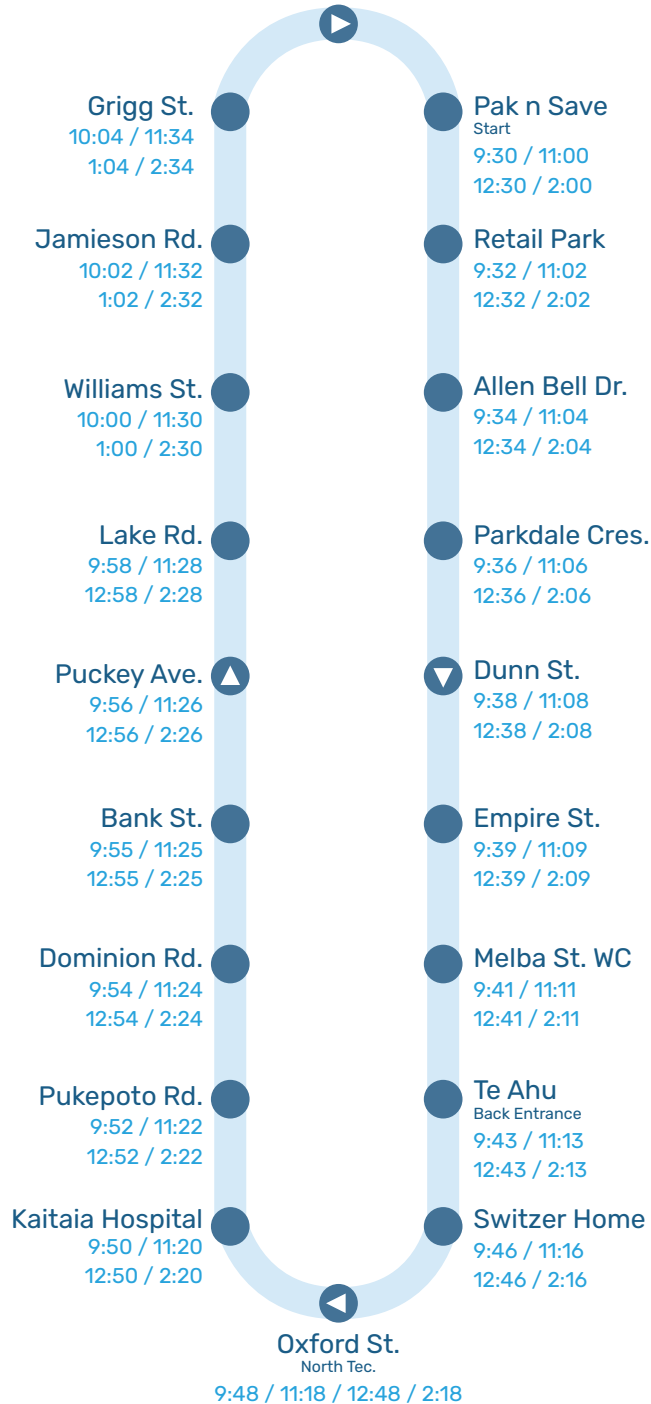 Grigg St.
10:04 / 11:34
1:04 / 2:34
Jamieson Rd.
10:02 / 11:32
1:02 / 2:32
Williams St.
10:00 / 11:30
1:00 / 2:30
Lake Rd.
9:58 / 11:28
12:58 / 2:28
Puckey Ave.
9:56 / 11:26
12:56 / 2:26
Bank St.
9:55 / 11:25
12:55 / 2:25
Dominion Rd.
9:54 / 11:24
12:54 / 2:24
Pukepoto Rd.
9:52 / 11:22
12:52 / 2:22
Kaitaia Hospital
9:50 / 11:20
12:50 / 2:20
Pak n Save
Start
9:30 / 11:00
12:30 / 2:00
Retail Park
9:32 / 11:02
12:32 / 2:02
Allen Bell Dr.
9:34 / 11:04
12:34 / 2:04
Parkdale Cres.
9:36 / 11:06
12:36 / 2:06
Dunn St.
9:38 / 11:08
12:38 / 2:08
Empire St.
9:39 / 11:09
12:39 / 2:09
Melba St. WC
9:41 / 11:11
12:41 / 2:11
Te Ahu
Back Entrance
9:43 / 11:13
12:43 / 2:13
Switzer Home
9:46 / 11:16
12:46 / 2:16
Oxford St.
North Tec.
9:48 / 11:18 / 12:48 / 2:18